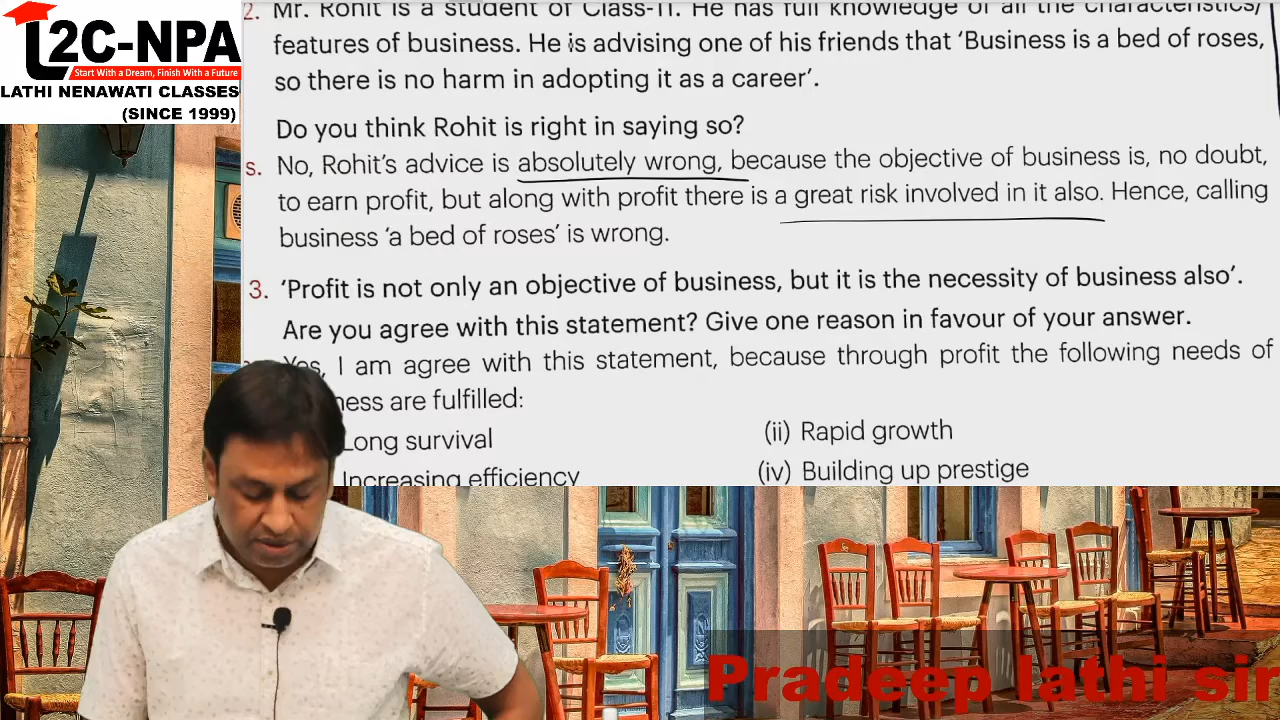 L2C-NPA
Start With a Dream, Finish With a Future
LATHI NENAWATI CLASSES
(SINCE 1999)
2. Mr. Rohit is a student of Class-11. He has full knowledge of all the characteristics/
features of business. He is advising one of his friends that ‘Business is a bed of roses,
so there is no harm in adopting it as a career’.
Do you think Rohit is right in saying so?
s. No, Rohit’s advice is absolutely wrong, because the objective of business is, no doubt,
to earn profit, but along with profit there is a great risk involved in it also. Hence, calling
business ‘a bed of roses’ is wrong.
3. ‘Profit is not only an objective of business, but it is the necessity of business also’.
Are you agree with this statement? Give one reason in favour of your answer.
Yes, I am agree with this statement, because through profit the following needs of
ness are fulfilled:
Long survival (ii) Rapid growth
Increasing efficiency (iv) Building up prestige
Pradeep lathi sir